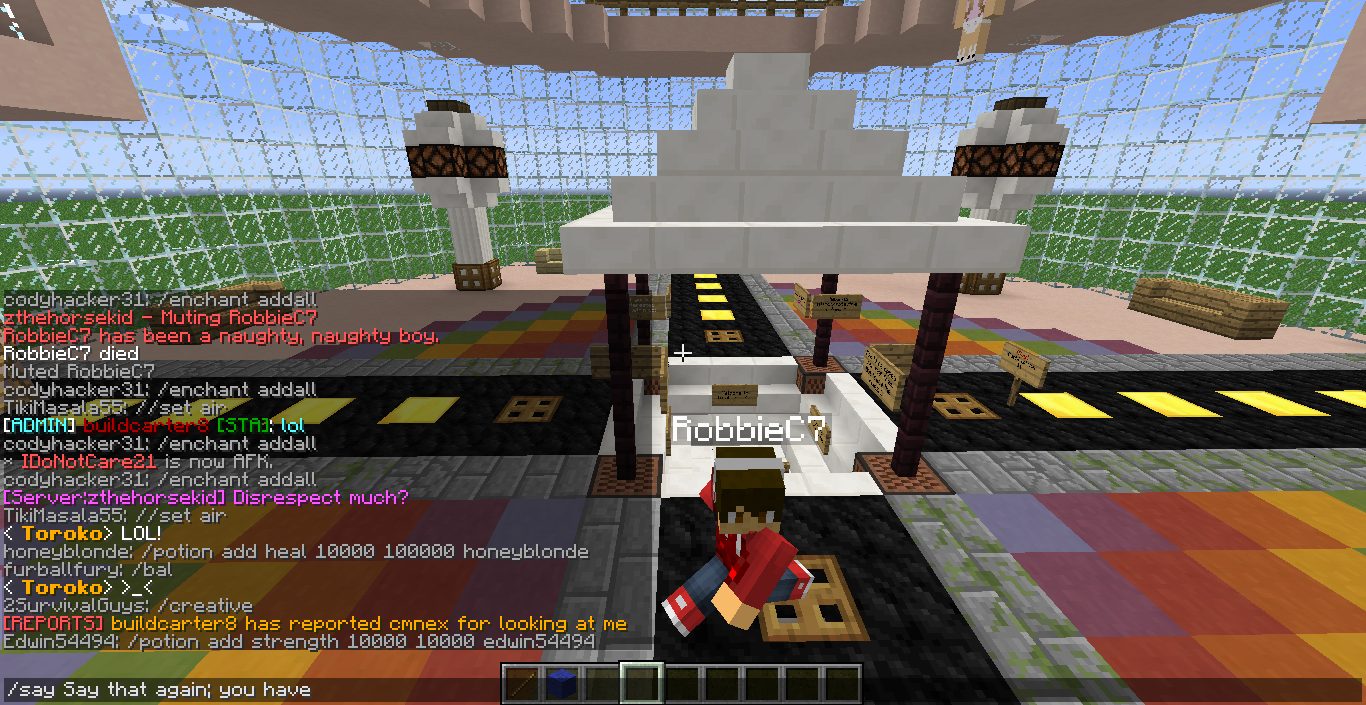 codyhacker31: /enchant addall
zthehorsekid - Muting RobbieC7
RobbieC7 has been a naughty, naughty boy.
RobbieC7 died
Muted RobbieC7
codyhacker31: /enchant addall
TikiMasala55: //set air
[ADMIN] buildcarter8 [STA]: lol
codyhacker31: /enchant addall
* IDoNotCare21 is now AFK.
codyhacker31: /enchant addall
[Server:zthehorsekid] Disrespect much?
TikiMasala55: //set air
< Toroko> LOL!
honeyblonde: /potion add heal 10000 100000 honeyblonde
furballfury: /bal
< Toroko> >_<
2SurvivalGuys: /creative
[REPORTS] buildcarter8 has reported cmnex for looking at me
Edwin54494: /potion add strength 10000 10000 edwin54494
/say Say that again; you have
RobbieC7